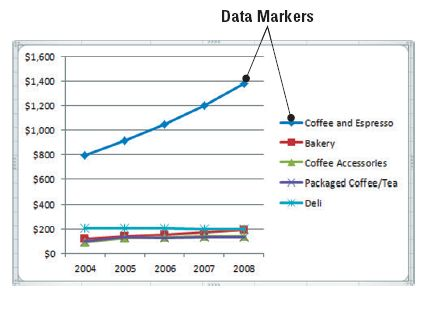 Data Markers
$1,600
$1,400
$1,200
$1,000
$800
$600
$400
$200
$0
2004 2005 2006 2007 2008
Coffee and Espresso
Bakery
Coffee Accessories
Packaged Coffee/Tea
Deli